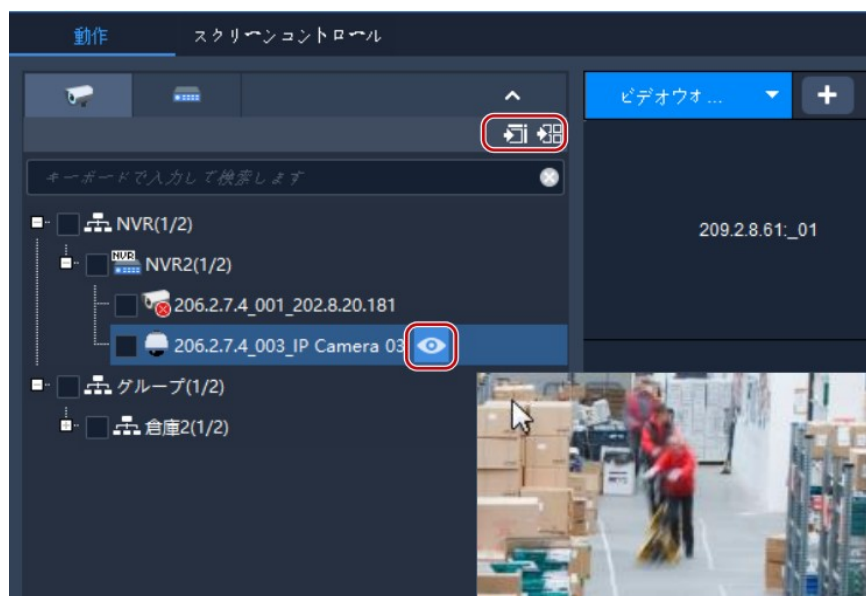 動作 スクリーンコントロール
ビデオウオ... +
キーボードで入力して検索します
NVR(1/2)
NVR
NVR2(1/2)
206.2.7.4_001_202.8.20.181
206.2.7.4_003_IP Camera 03
グループ(1/2)
倉庫2(1/2)
209.2.8.61:_01